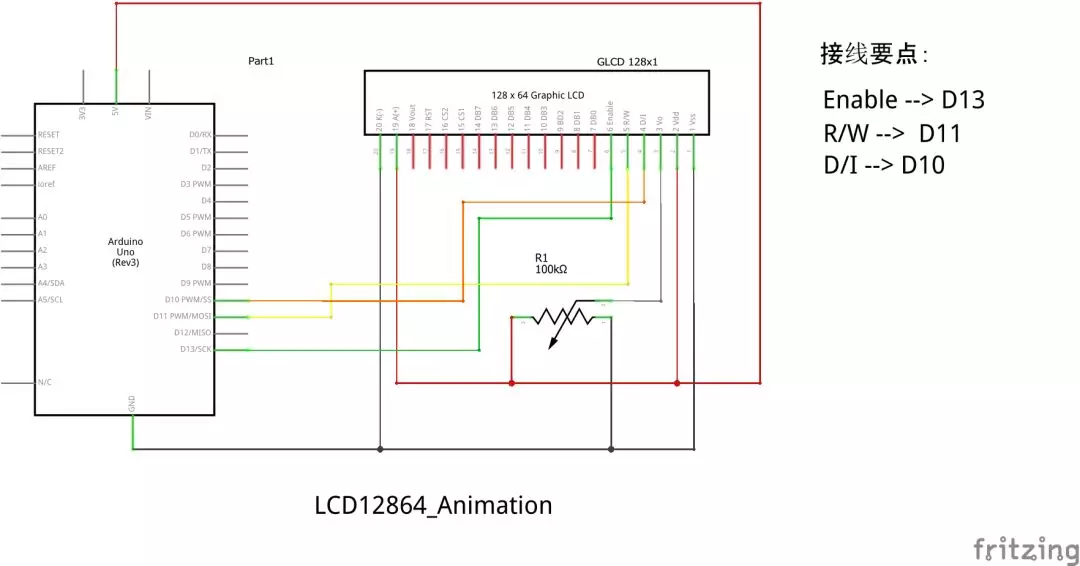 Part1
GLCD 128x1
接线要点:
128 x 64 Graphic LCD
Enable --> D13
R/W --> D11
D/I --> D10
3V3
5V
VIN
20 K(-)
19 A(+)
18 Vout
17 RST
16 CS2
15 CS1
14 DB7
13 DB6
12 DB5
11 DB4
10 DB3
9 BD2
8 DB1
7 DB0
6 Enable
5 R/W
4 D/I
3 Vo
2 Vdd
1 Vss
RESET
RESET2
AREF
Ioref
A0
A1
A2
A3
A4/SDA
A5/SCL
N/C
Arduino
Uno
(Rev3)
D0/RX
D1/TX
D2
D3 PWM
D4
D5 PWM
D6 PWM
D7
D8
D9 PWM
D10 PWM/SS
D11 PWM/MOSI
D12/MISO
D13/SCK
GND
R1
100kΩ
LCD12864_Animation
fritzing